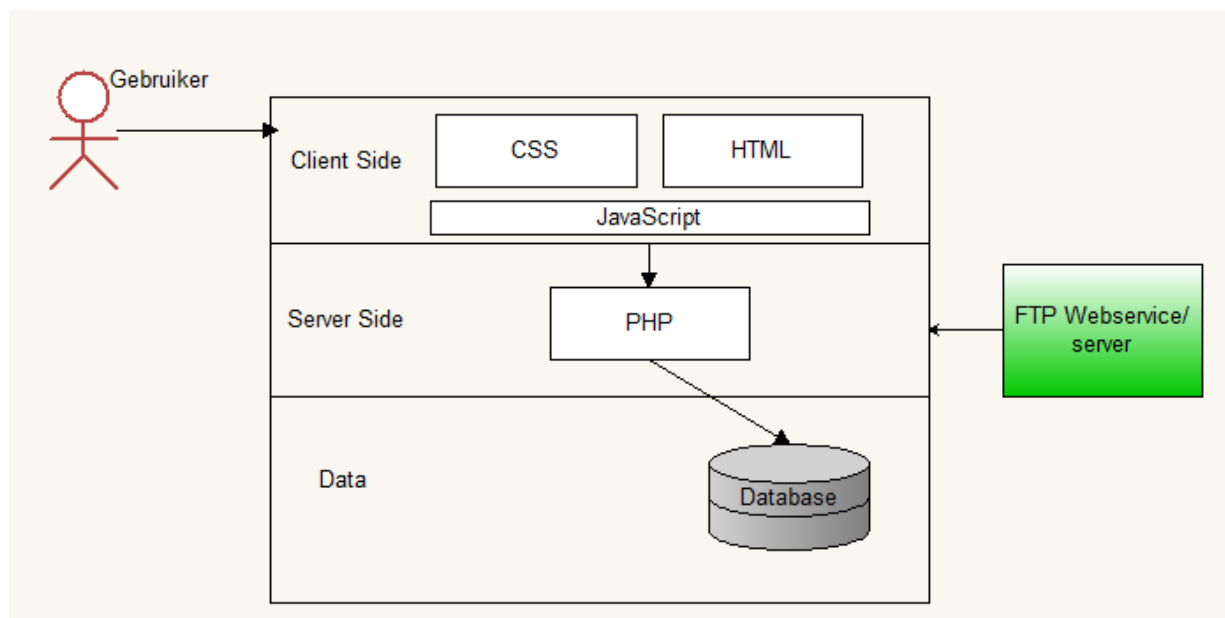 Gebruiker
Client Side
CSS
HTML
JavaScript
Server Side
PHP
FTP Webservice/
server
Data
Database